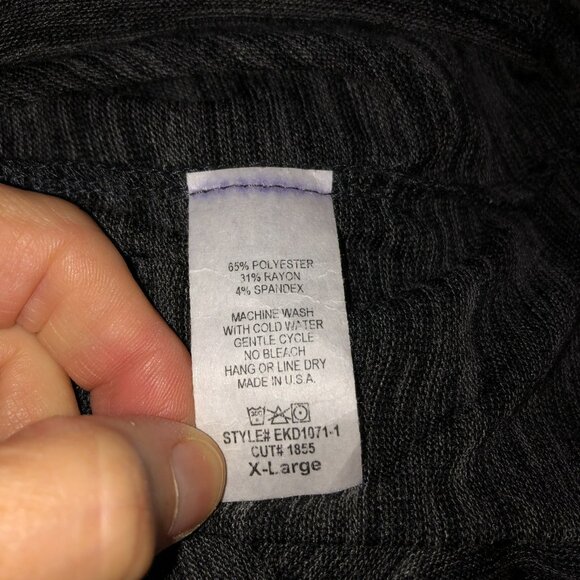 65% POLYESTER
31% RAYON
4% SPANDEX
MACHINE WASH
WITH COLD WATER
GENTLE CYCLE
NO BLEACH
HANG OR LINE DRY
MADE IN U.S.A.
STYLE# EKD1071-1
CUT# 1855
X-Large